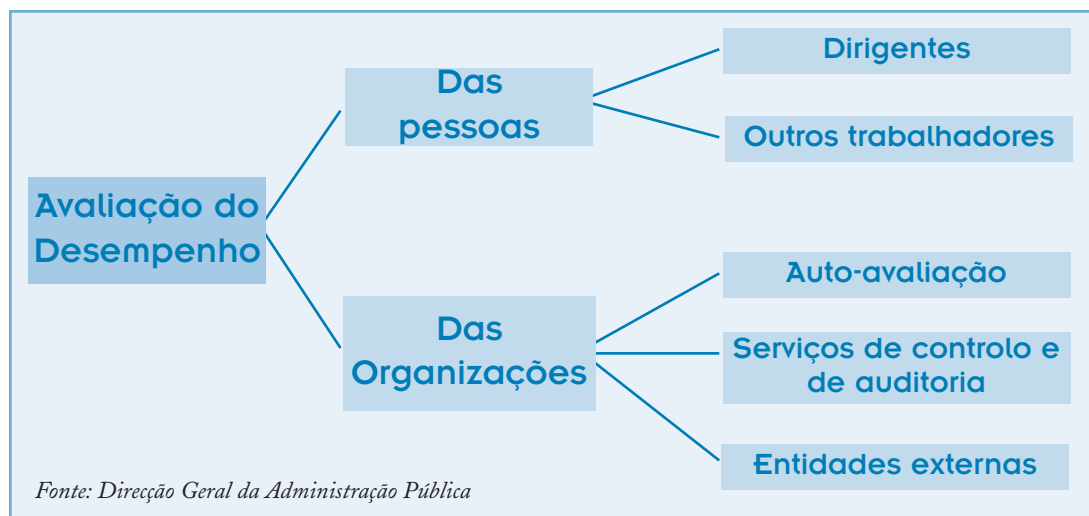 Avaliação do
Desempenho
Das
pessoas
Dirigentes
Outros trabalhadores
Das
Organizações
Auto-avaliação
Serviços de controlo e
de auditoria
Entidades externas
Fonte: Direcção Geral da Administração Pública